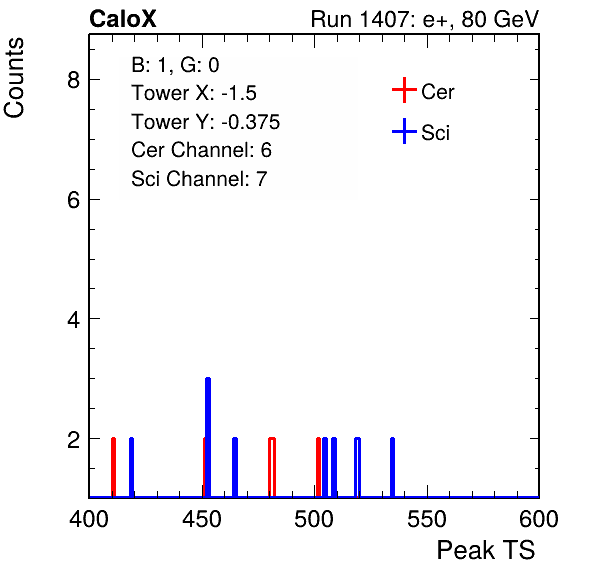 CaloX Run 1407: e+, 80 GeV
Counts
B: 1, G: 0
Tower X: -1.5
Tower Y: -0.375
Cer Channel: 6
Sci Channel: 7
Cer
Sci
8
6
4
2
400 450 500 550 600
Peak TS